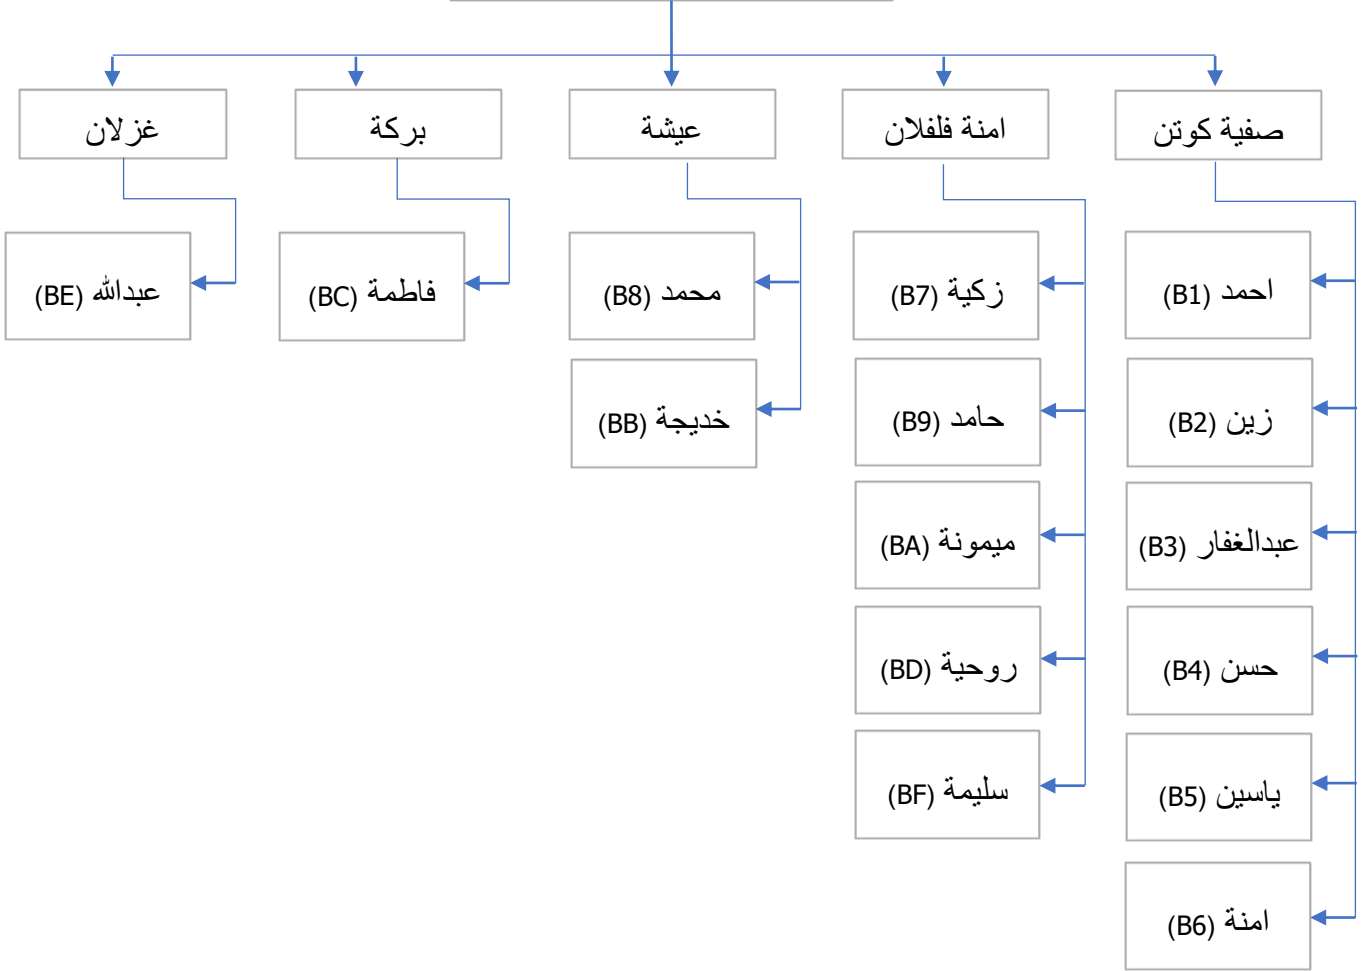 صفية كوتن
امنة فلفلان
عيشة
بركة
غزلان
احمد (B1)
زكية (B7)
محمد (B8)
فاطمة (BC)
عبدالله (BE)
زين (B2)
حامد (B9)
خديجة (BB)
عبدالغفار (B3)
ميمونة (BA)
حسن (B4)
روحية (BD)
ياسين (B5)
سليمة (BF)
امنة (B6)